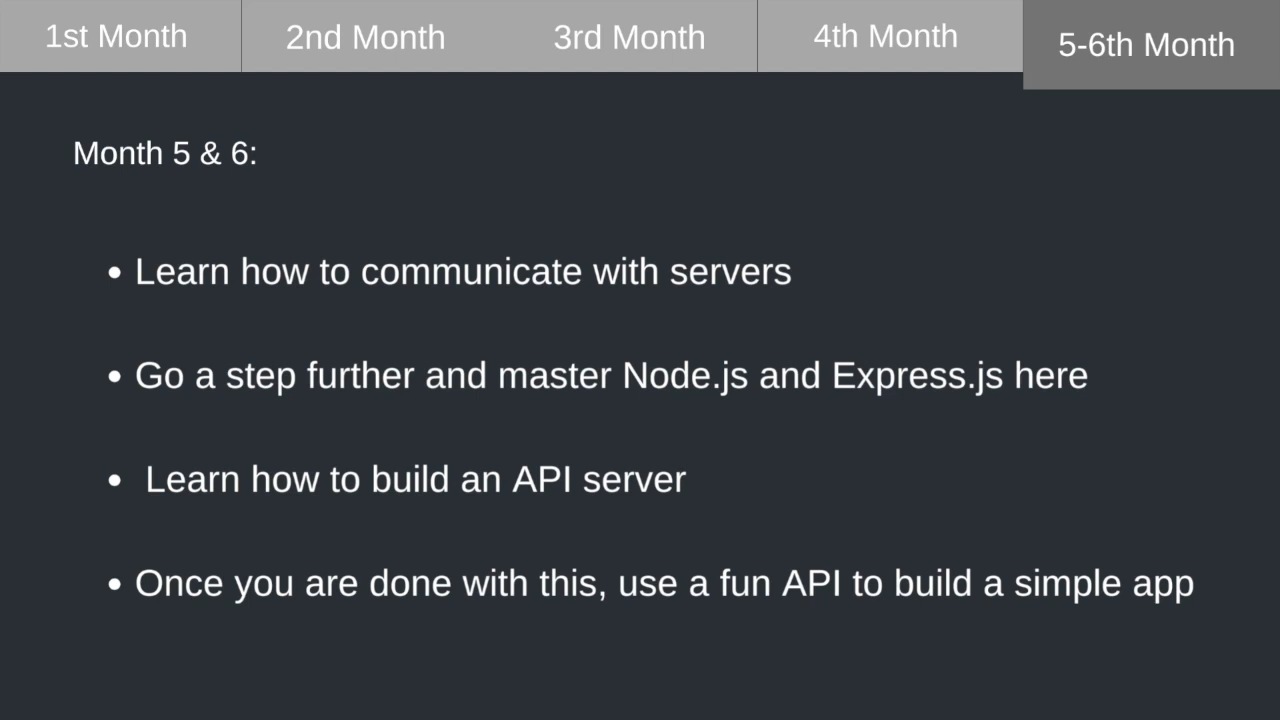 1st Month
2nd Month
3rd Month
4th Month
5-6th Month
Month 5 & 6:
• Learn how to communicate with servers
• Go a step further and master Node.js and Express.js here
• Learn how to build an API server
• Once you are done with this, use a fun API to build a simple app